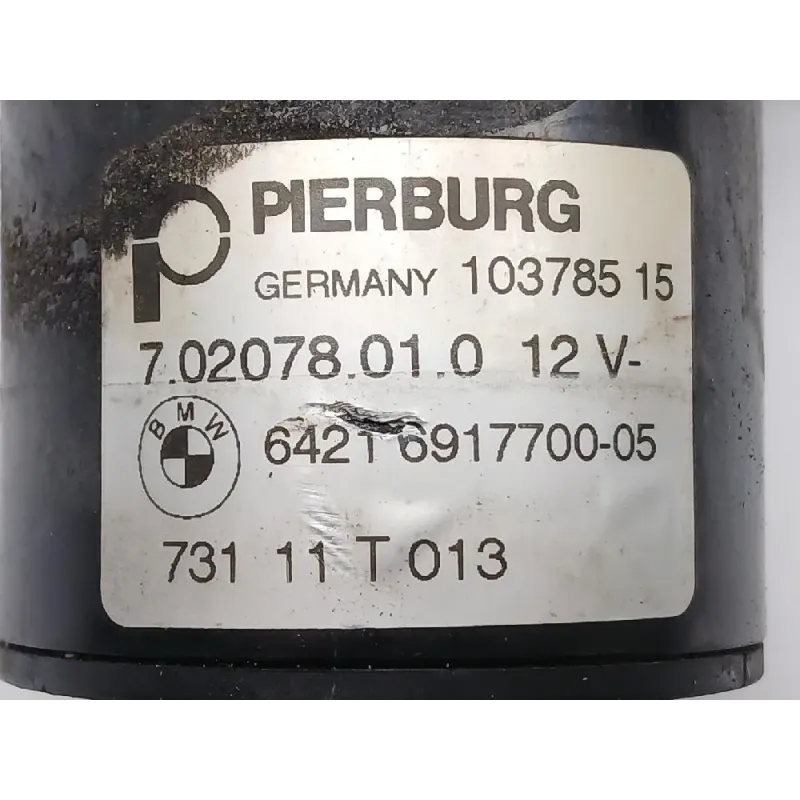 PIERBURG
GERMANY 103785 15
7.02078.01.0 12 V-
BMW 6421 6917700-05
731 11 T 013